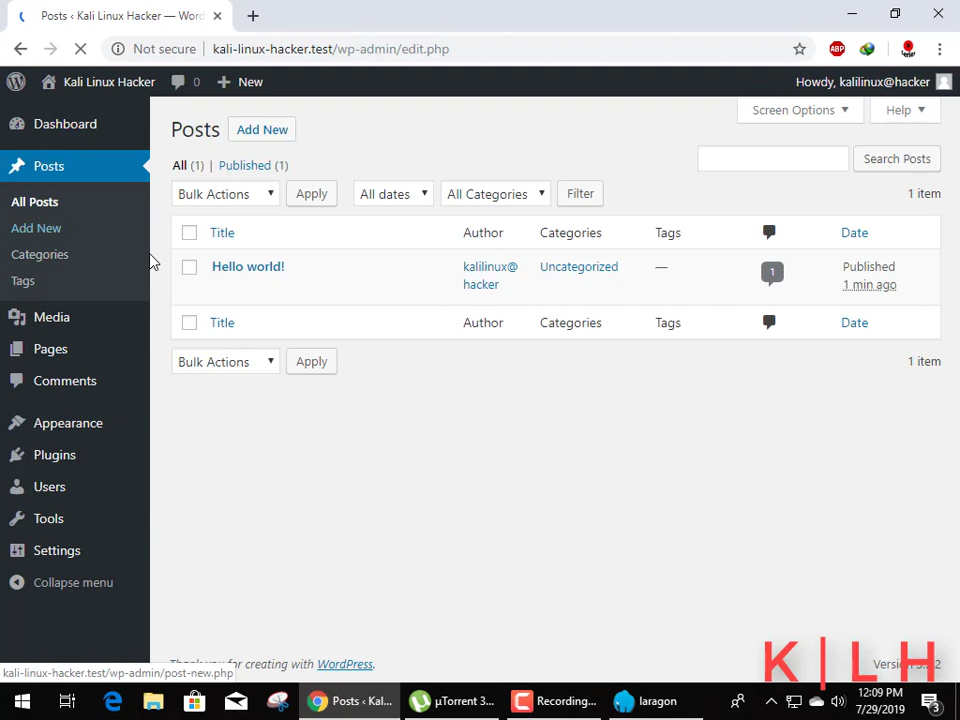 Posts ‹ Kali Linux Hacker — Word
Not secure | kali-linux-hacker.test/wp-admin/edit.php
ABP
Kali Linux Hacker 0 New Howdy, kalilinux@hacker
Screen Options Help
Dashboard
Posts
All Posts
Add New
Categories
Tags
Media
Pages
Comments
Appearance
Plugins
Users
Tools
Settings
Collapse menu
Posts Add New
All (1) | Published (1)
Search Posts
Bulk Actions Apply All dates All Categories Filter 1 item
Title Author Categories Tags Date
Hello world! kalilinux@ Uncategorized — 1 Published
hacker 1 min ago
Title Author Categories Tags Date
Bulk Actions Apply 1 item
Thank you for creating with WordPress.
K | L H
kali-linux-hacker.test/wp-admin/post-new.php
Posts ‹ Kal... µTorrent 3... Recording... laragon
12:09 PM
7/29/2019
3